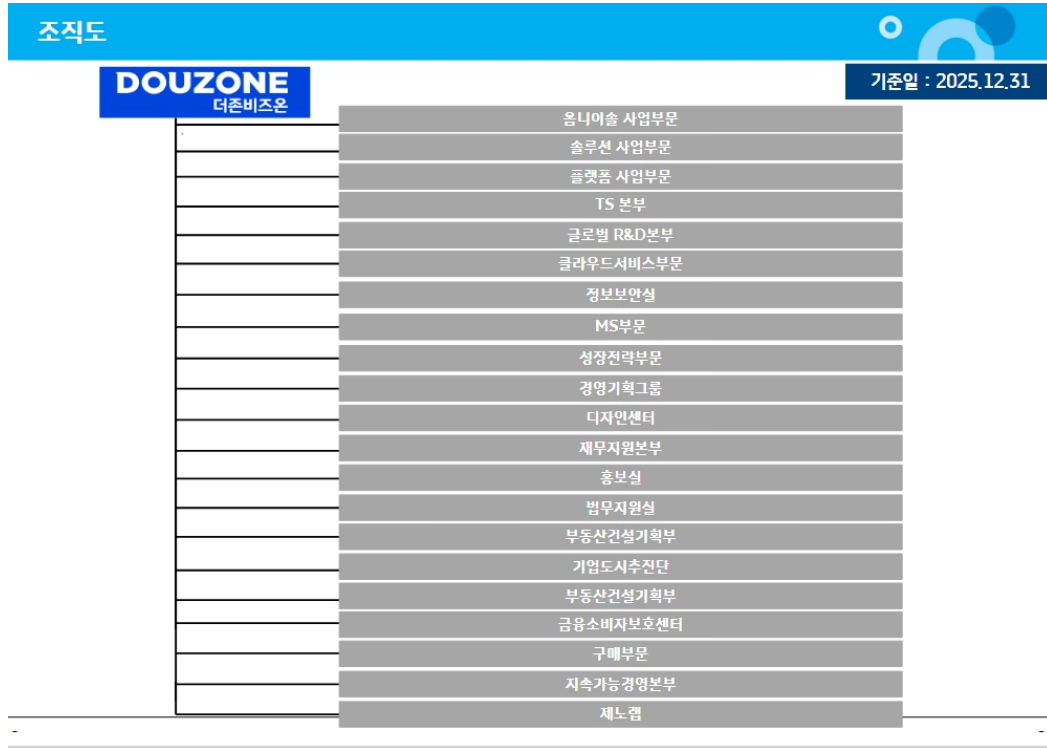 조직도
DOUZONE
더존비즈온
기준일 : 2025.12.31
옴니이솔 사업부문
솔루션 사업부문
플랫폼 사업부문
TS 본부
글로벌 R&D본부
클라우드서비스부문
정보보안실
MS부문
성장전략부문
경영기획그룹
디자인센터
재무지원본부
홍보실
법무지원실
부동산건설기획부
기업도시추진단
부동산건설기획부
금융소비자보호센터
구매부문
지속가능경영본부
제노랩
- -